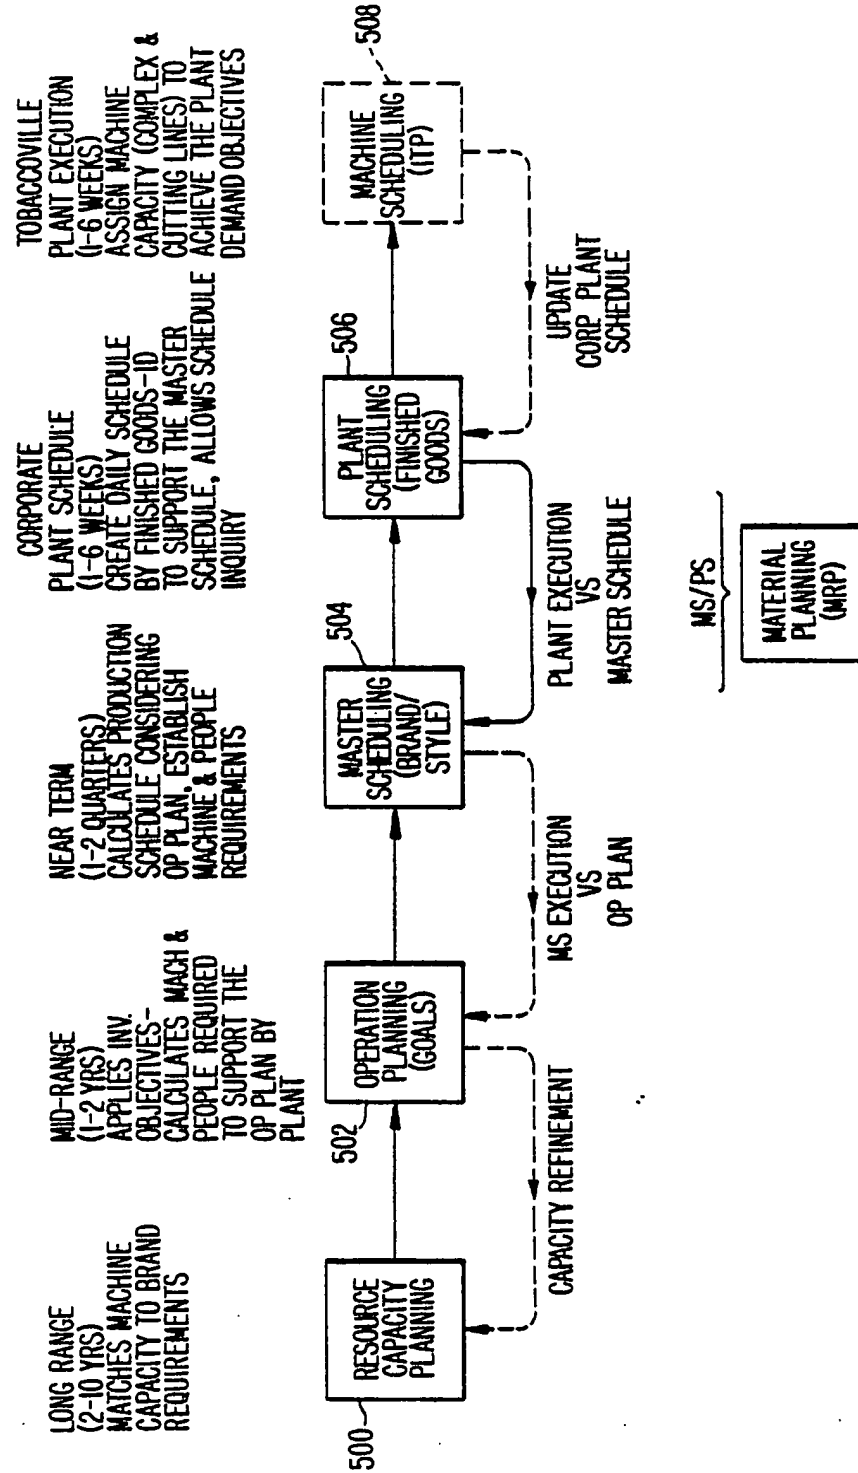 LONG RANGE
(2-10 YRS)
MATCHES MACHINE
CAPACITY TO BRAND
REQUIREMENTS
MID-RANGE
(1-2 YRS)
APPLIES INV.
OBJECTIVES-
CALCULATES MACH &
PEOPLE REQUIRED
TO SUPPORT THE
OP PLAN BY
PLANT
NEAR TERM
(1-2 QUARTERS)
CALCULATES PRODUCTION
SCHEDULE CONSIDERING
OP PLAN, ESTABLISH
MACHINE & PEOPLE
REQUIREMENTS
CORPORATE
PLANT SCHEDULE
(1-6 WEEKS)
CREATE DAILY SCHEDULE
BY FINISHED GOODS-ID
TO SUPPORT THE MASTER
SCHEDULE, ALLOWS SCHEDULE
INQUIRY
TOBACCOVILLE
PLANT EXECUTION
(1-6 WEEKS)
ASSIGN MACHINE
CAPACITY (COMPLEX &
CUTTING LINES) TO
ACHIEVE THE PLANT
DEMAND OBJECTIVES
500
RESOURCE
CAPACITY
PLANNING
502
OPERATION
PLANNING
(GOALS)
504
MASTER
SCHEDULING
(BRAND/
STYLE)
506
PLANT
SCHEDULING
(FINISHED
GOODS)
508
MACHINE
SCHEDULING
(ITP)
CAPACITY REFINEMENT
MS EXECUTION
VS
OP PLAN
PLANT EXECUTION
VS
MASTER SCHEDULE
UPDATE
CORP PLANT
SCHEDULE
MS/PS
MATERIAL
PLANNING
(MRP)